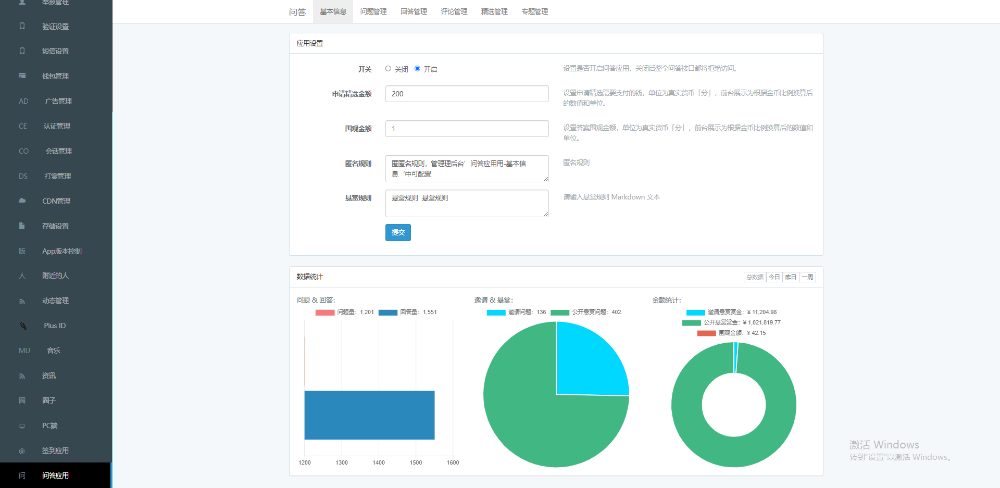 举报管理
验证设置
短信设置
钱包管理
AD 广告管理
CE 认证管理
CO 会话管理
DS 打赏管理
CDN管理
存储设置
版 App版本控制
人 附近的人
动态管理
Plus ID
MU 音乐
资讯
圈 圈子
PC端
签到应用
问 问答应用
问答 基本信息 问题管理 回答管理 评论管理 精选管理 专题管理
应用设置
开关 关闭 开启 设置是否开启问答应用，关闭后整个问答接口都将拒绝访问。
申请精选金额 200 设置申请精选需要支付的钱，单位为真实货币「分」，前台展示为根据金币比例换算后
的数值和单位。
围观金额 1 设置答案围观金额，单位为真实货币「分」，前台展示为根据金币比例换算后的数值和
单位。
匿名规则 匿匿名规则，管理理后台’问答应用用-基本信
息‘中可配置
匿名规则
悬赏规则 悬赏规则 悬赏规则 请输入悬赏规则 Markdown 文本
提交
数据统计 总数据 今日 昨日 一周
问题 & 回答：
问题量：1,201 回答量：1,551
1200 1300 1400 1500 1600
邀请 & 悬赏：
邀请问题：136 公开悬赏问题：402
金额统计：
邀请悬赏赏金：¥ 11,204.98
公开悬赏赏金：¥ 1,021,819.77
围观金额：¥ 42.15
激活 Windows
转到“设置”以激活 Windows。